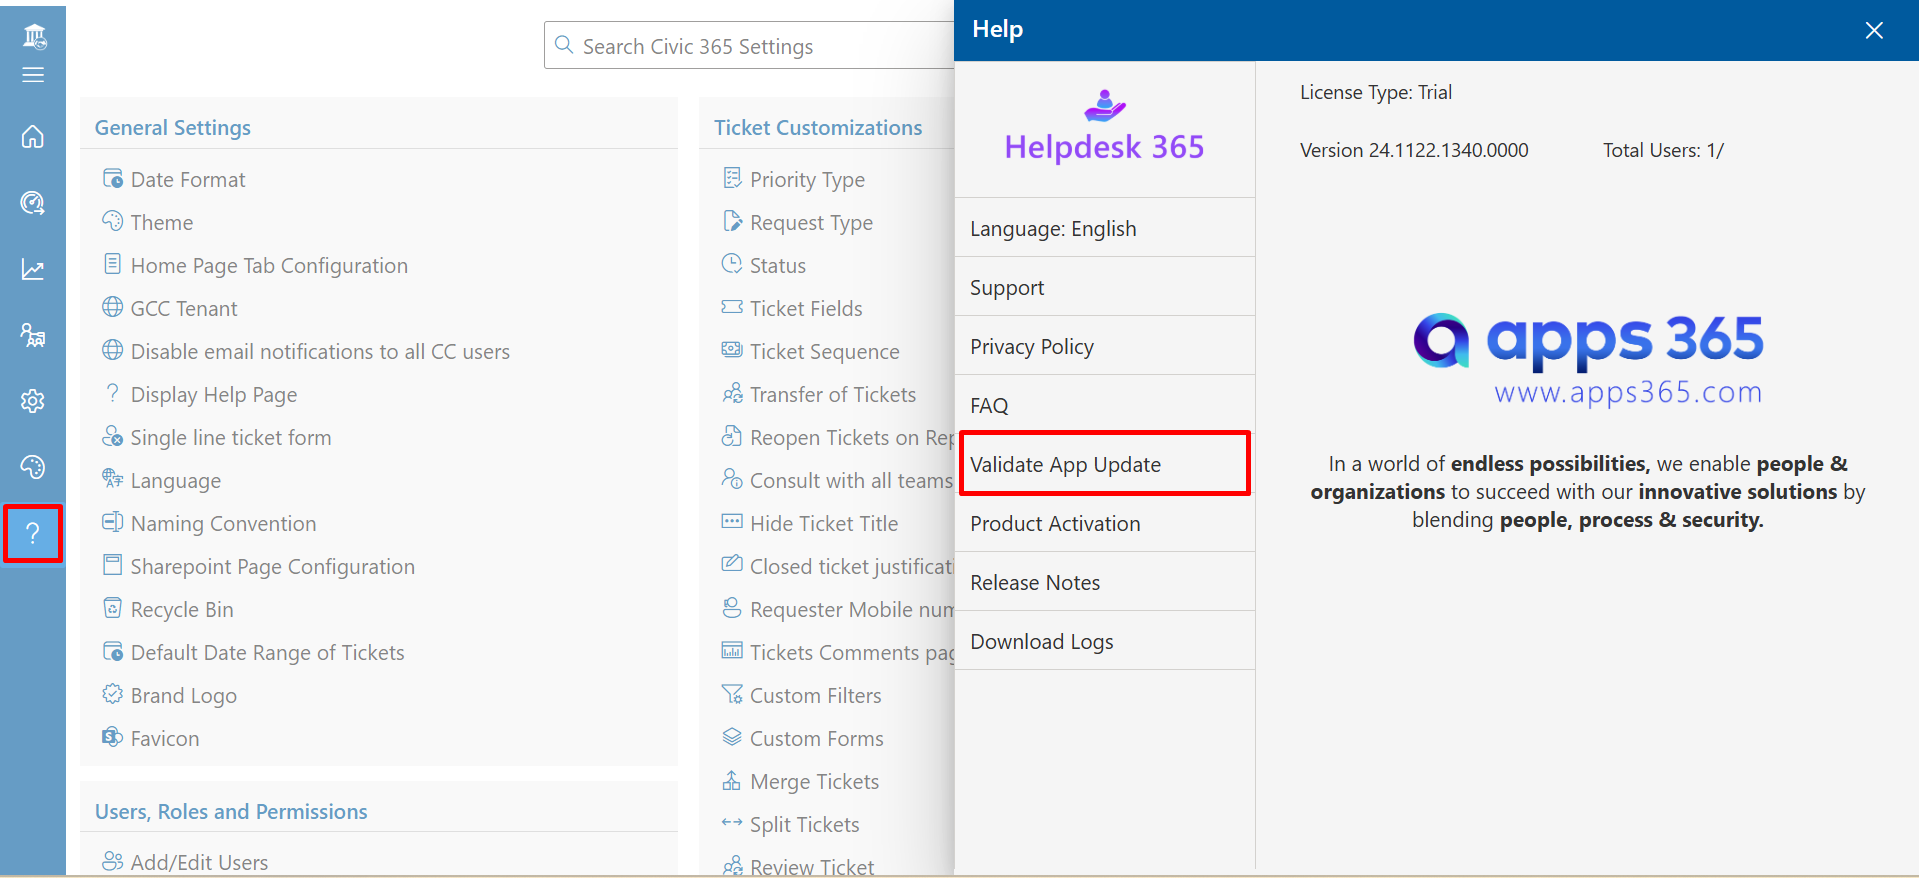 Search Civic 365 Settings
General Settings
Date Format
Theme
Home Page Tab Configuration
GCC Tenant
Disable email notifications to all CC users
Display Help Page
Single line ticket form
Language
Naming Convention
Sharepoint Page Configuration
Recycle Bin
Default Date Range of Tickets
Brand Logo
Favicon
Users, Roles and Permissions
Add/Edit Users
Ticket Customizations
Priority Type
Request Type
Status
Ticket Fields
Ticket Sequence
Transfer of Tickets
Reopen Tickets on Rep
Consult with all teams
Hide Ticket Title
Closed ticket justificati
Requester Mobile num
Tickets Comments pag
Custom Filters
Custom Forms
Merge Tickets
Split Tickets
Review Ticket
Help
Helpdesk 365
Language: English
Support
Privacy Policy
FAQ
Validate App Update
Product Activation
Release Notes
Download Logs
License Type: Trial
Version 24.1122.1340.0000 Total Users: 1/
apps 365
www.apps365.com
In a world of endless possibilities, we enable people &
organizations to succeed with our innovative solutions by
blending people, process & security.